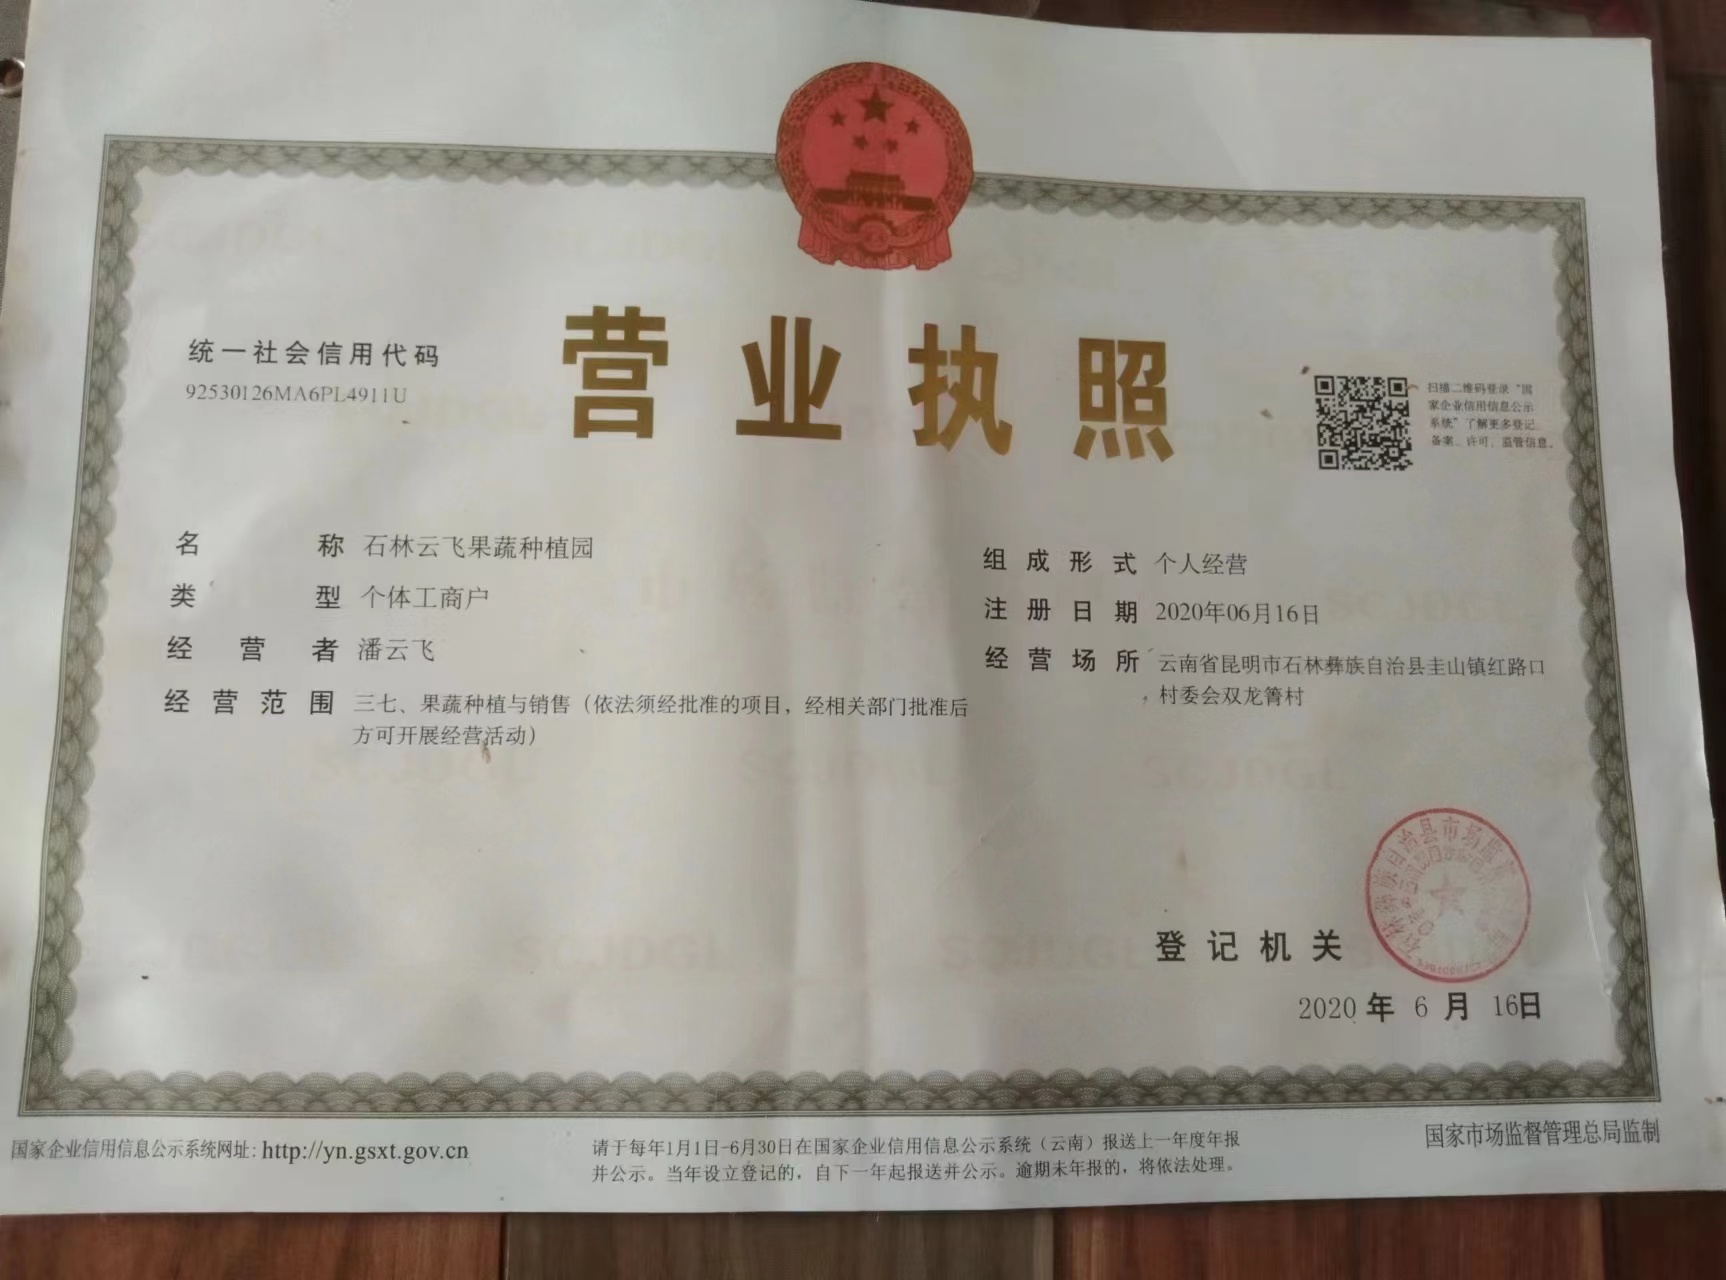 营业执照
统一社会信用代码
92530126MA6PL4911U
扫描二维码登录“国
家企业信用信息公示
系统”了解更多登记、
备案、许可、监管信息。
名称 石林云飞果蔬种植园
类型 个体工商户
经营者 潘云飞
经营范围 三七、果蔬种植与销售（依法须经批准的项目，经相关部门批准后
方可开展经营活动）
组成形式 个人经营
注册日期 2020年06月16日
经营场所 云南省昆明市石林彝族自治县圭山镇红路口
村委会双龙箐村
登记机关
2020 年 6 月 16日
国家企业信用信息公示系统网址：http://yn.gsxt.gov.cn
请于每年1月1日-6月30日在国家企业信用信息公示系统（云南）报送上一年度年报
并公示。当年设立登记的，自下一年起报送并公示。逾期未年报的，将依法处理。
国家市场监督管理总局监制